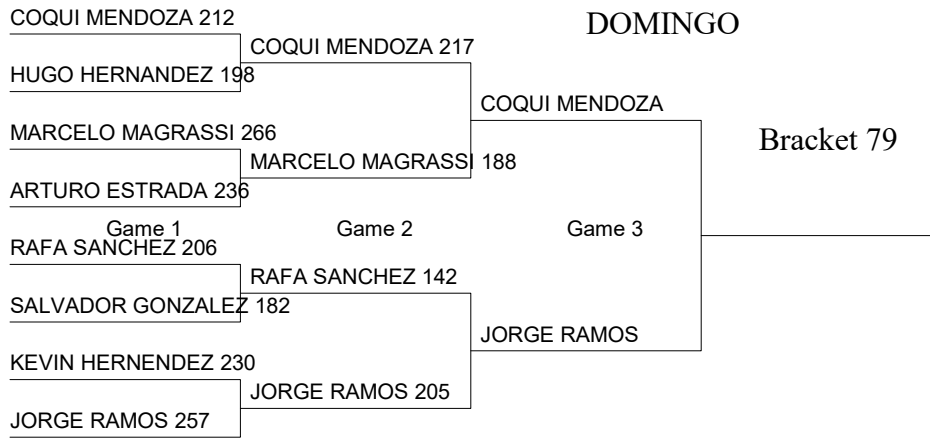 COQUI MENDOZA 212
DOMINGO
COQUI MENDOZA 217
HUGO HERNANDEZ 198
COQUI MENDOZA
MARCELO MAGRASSI 266
Bracket 79
MARCELO MAGRASSI 188
ARTURO ESTRADA 236
Game 1
Game 2
Game 3
RAFA SANCHEZ 206
RAFA SANCHEZ 142
SALVADOR GONZALEZ 182
JORGE RAMOS
KEVIN HERNENDEZ 230
JORGE RAMOS 205
JORGE RAMOS 257